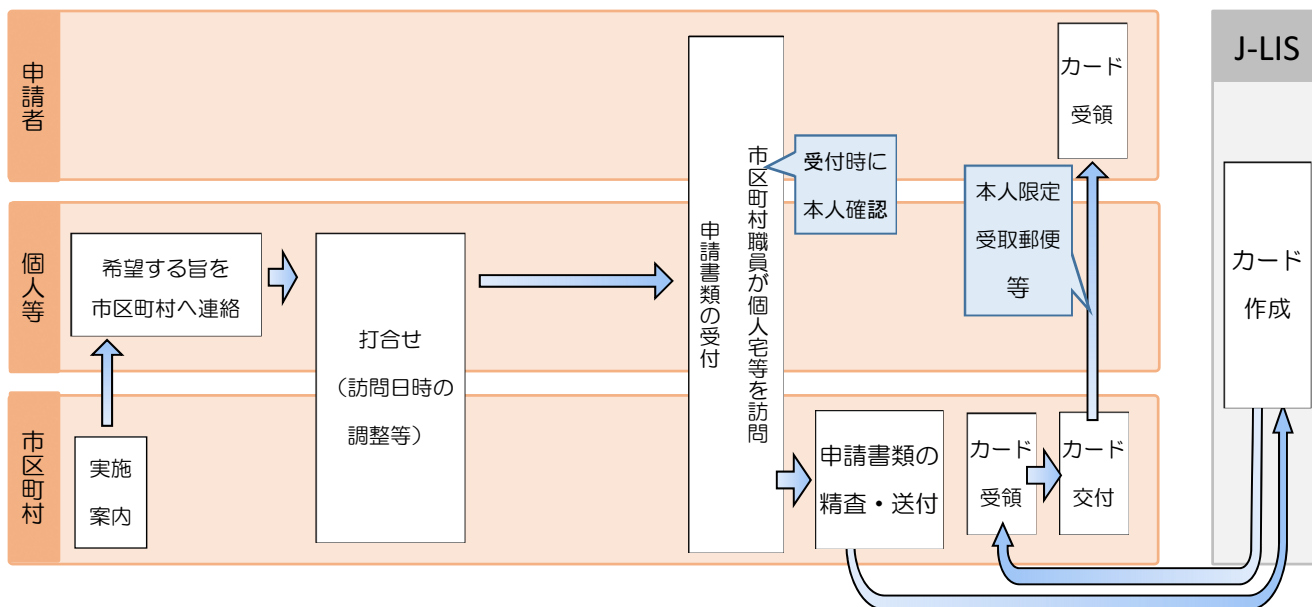 申請者
カード
受領
J-LIS
受付時に
本人確認
市区町村職員が個人宅等を訪問
申請書類の受付
本人限定
受取郵便
等
個人等
希望する旨を
市区町村へ連絡
打合せ
（訪問日時の
調整等）
カード
作成
市区町村
実施
案内
申請書類の
精査・送付
カード
受領
カード
交付